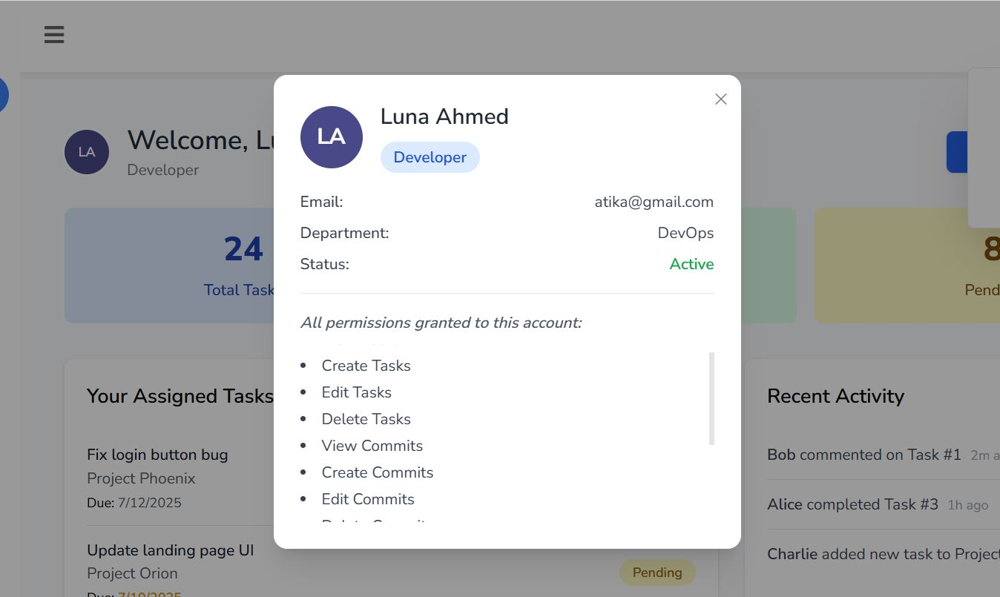 LA
Welcome, Lu
Developer
24
Total Task
8
Pend
Your Assigned Tasks
Fix login button bug
Project Phoenix
Due: 7/12/2025
Update landing page UI
Project Orion
Pending
Due: 7/10/2025
LA
Luna Ahmed
Developer
Email: atika@gmail.com
Department: DevOps
Status: Active
All permissions granted to this account:
• Create Tasks
• Edit Tasks
• Delete Tasks
• View Commits
• Create Commits
• Edit Commits
Recent Activity
Bob commented on Task #1 2m a
Alice completed Task #3 1h ago
Charlie added new task to Project